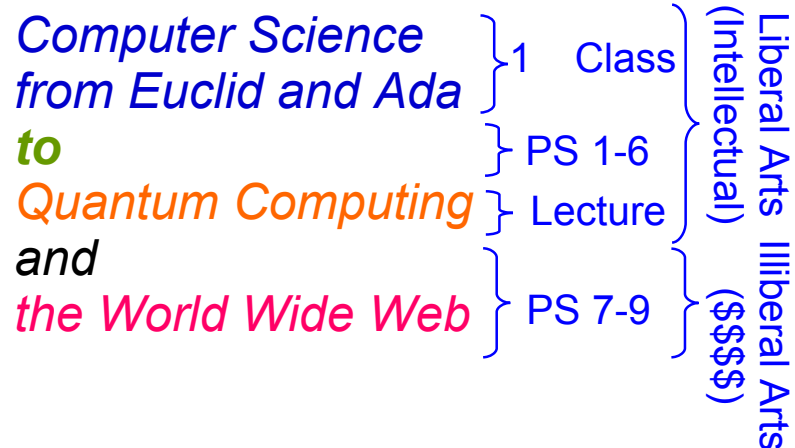 Computer Science
from Euclid and Ada
to
Quantum Computing
and
the World Wide Web
1 Class
PS 1-6
Lecture
PS 7-9
Liberal Arts
(Intellectual)
Illiberal Arts
($$$$)